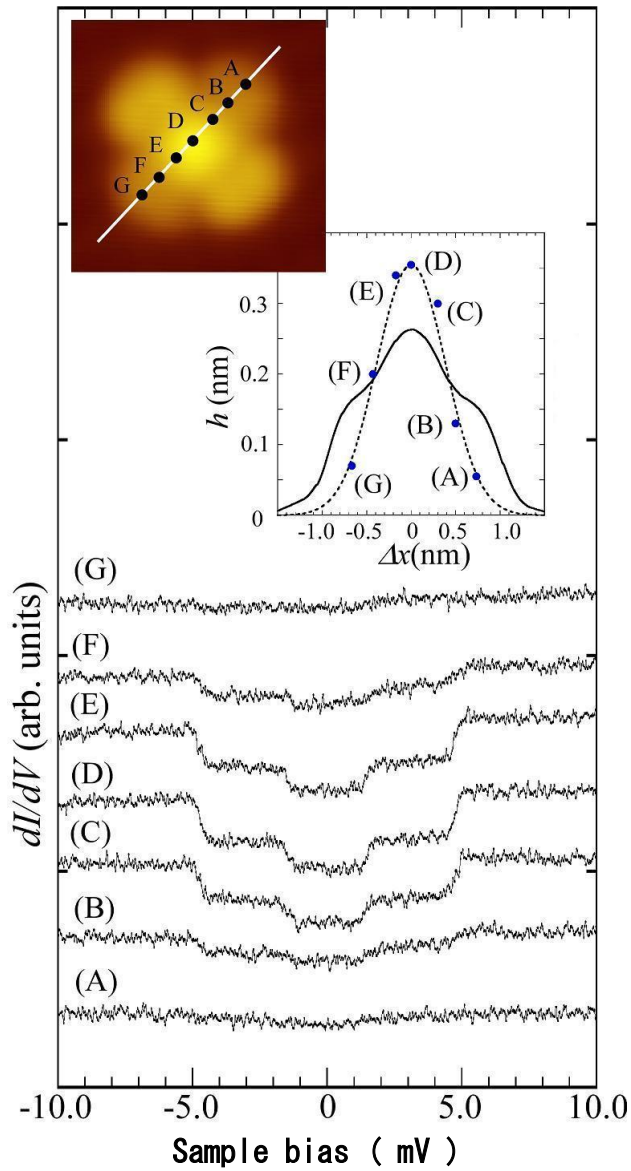 A
B
C
D
E
F
G
(D)
(E)
(C)
(F)
(B)
(G)
(A)
0.3
0.2
0.1
0
h (nm)
-1.0 -0.5 0 0.5 1.0
Δx(nm)
(G)
(F)
(E)
(D)
(C)
(B)
(A)
dI/dV (arb. units)
-10.0 -5.0 0 5.0 10.0
Sample bias ( mV )